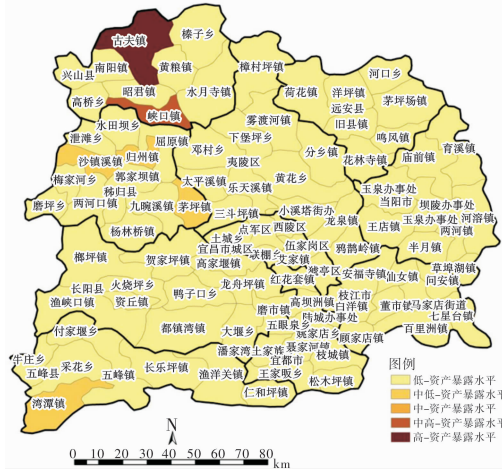 古夫镇
榛子乡
南阳镇
黄粮镇
樟村坪镇
河口乡
兴山县
荷花镇
洋坪镇
昭君镇
水月寺镇
远安县
茅坪场镇
高桥乡
峡口镇
雾渡河镇
旧县镇
水田坝乡
鸣凤镇
泄滩乡
屈原镇
下堡坪乡
育溪镇
邓村乡
分乡镇
花林寺镇
庙前镇
沙镇溪镇
归州镇
夷陵区
梅家河乡
郭家坝镇
太平溪镇
黄花乡
玉泉办事处
秭归县
乐天溪镇
当阳市
坝陵办事处
磨坪乡
两河口镇
九畹溪镇
茅坪镇
小溪塔街办
玉泉办事处
河溶镇
三斗坪镇
西陵区
龙泉镇
王店镇
两河镇
杨林桥镇
点军区
土城乡
伍家岗区
鸦鹊岭镇
半月镇
宜昌市城区
联棚乡
艾家镇
榔坪镇
贺家坪镇
高家堰镇
猇亭区
安福寺镇
仙女镇
草埠湖镇
问安镇
红花套镇
长阳县
火烧坪乡
龙舟坪镇
枝江市
渔峡口镇
资丘镇
鸭子口乡
高坝洲镇
白洋镇
董市镇
马家店街道
磨市镇
陆城办事处
七星台镇
付家堰乡
都镇湾镇
五眼泉乡
大堰乡
姚家店乡
顾家店镇
百里洲镇
聂家河镇
牛庄乡
采花乡
潘家湾土家族乡
枝城镇
五峰县
五峰镇
长乐坪镇
宜都市
渔洋关镇
王家畈乡
松木坪镇
湾潭镇
仁和坪镇
图例
低-资产暴露水平
中低-资产暴露水平
中-资产暴露水平
中高-资产暴露水平
高-资产暴露水平
N
0 10 20 30 40 50 60 70 80
km